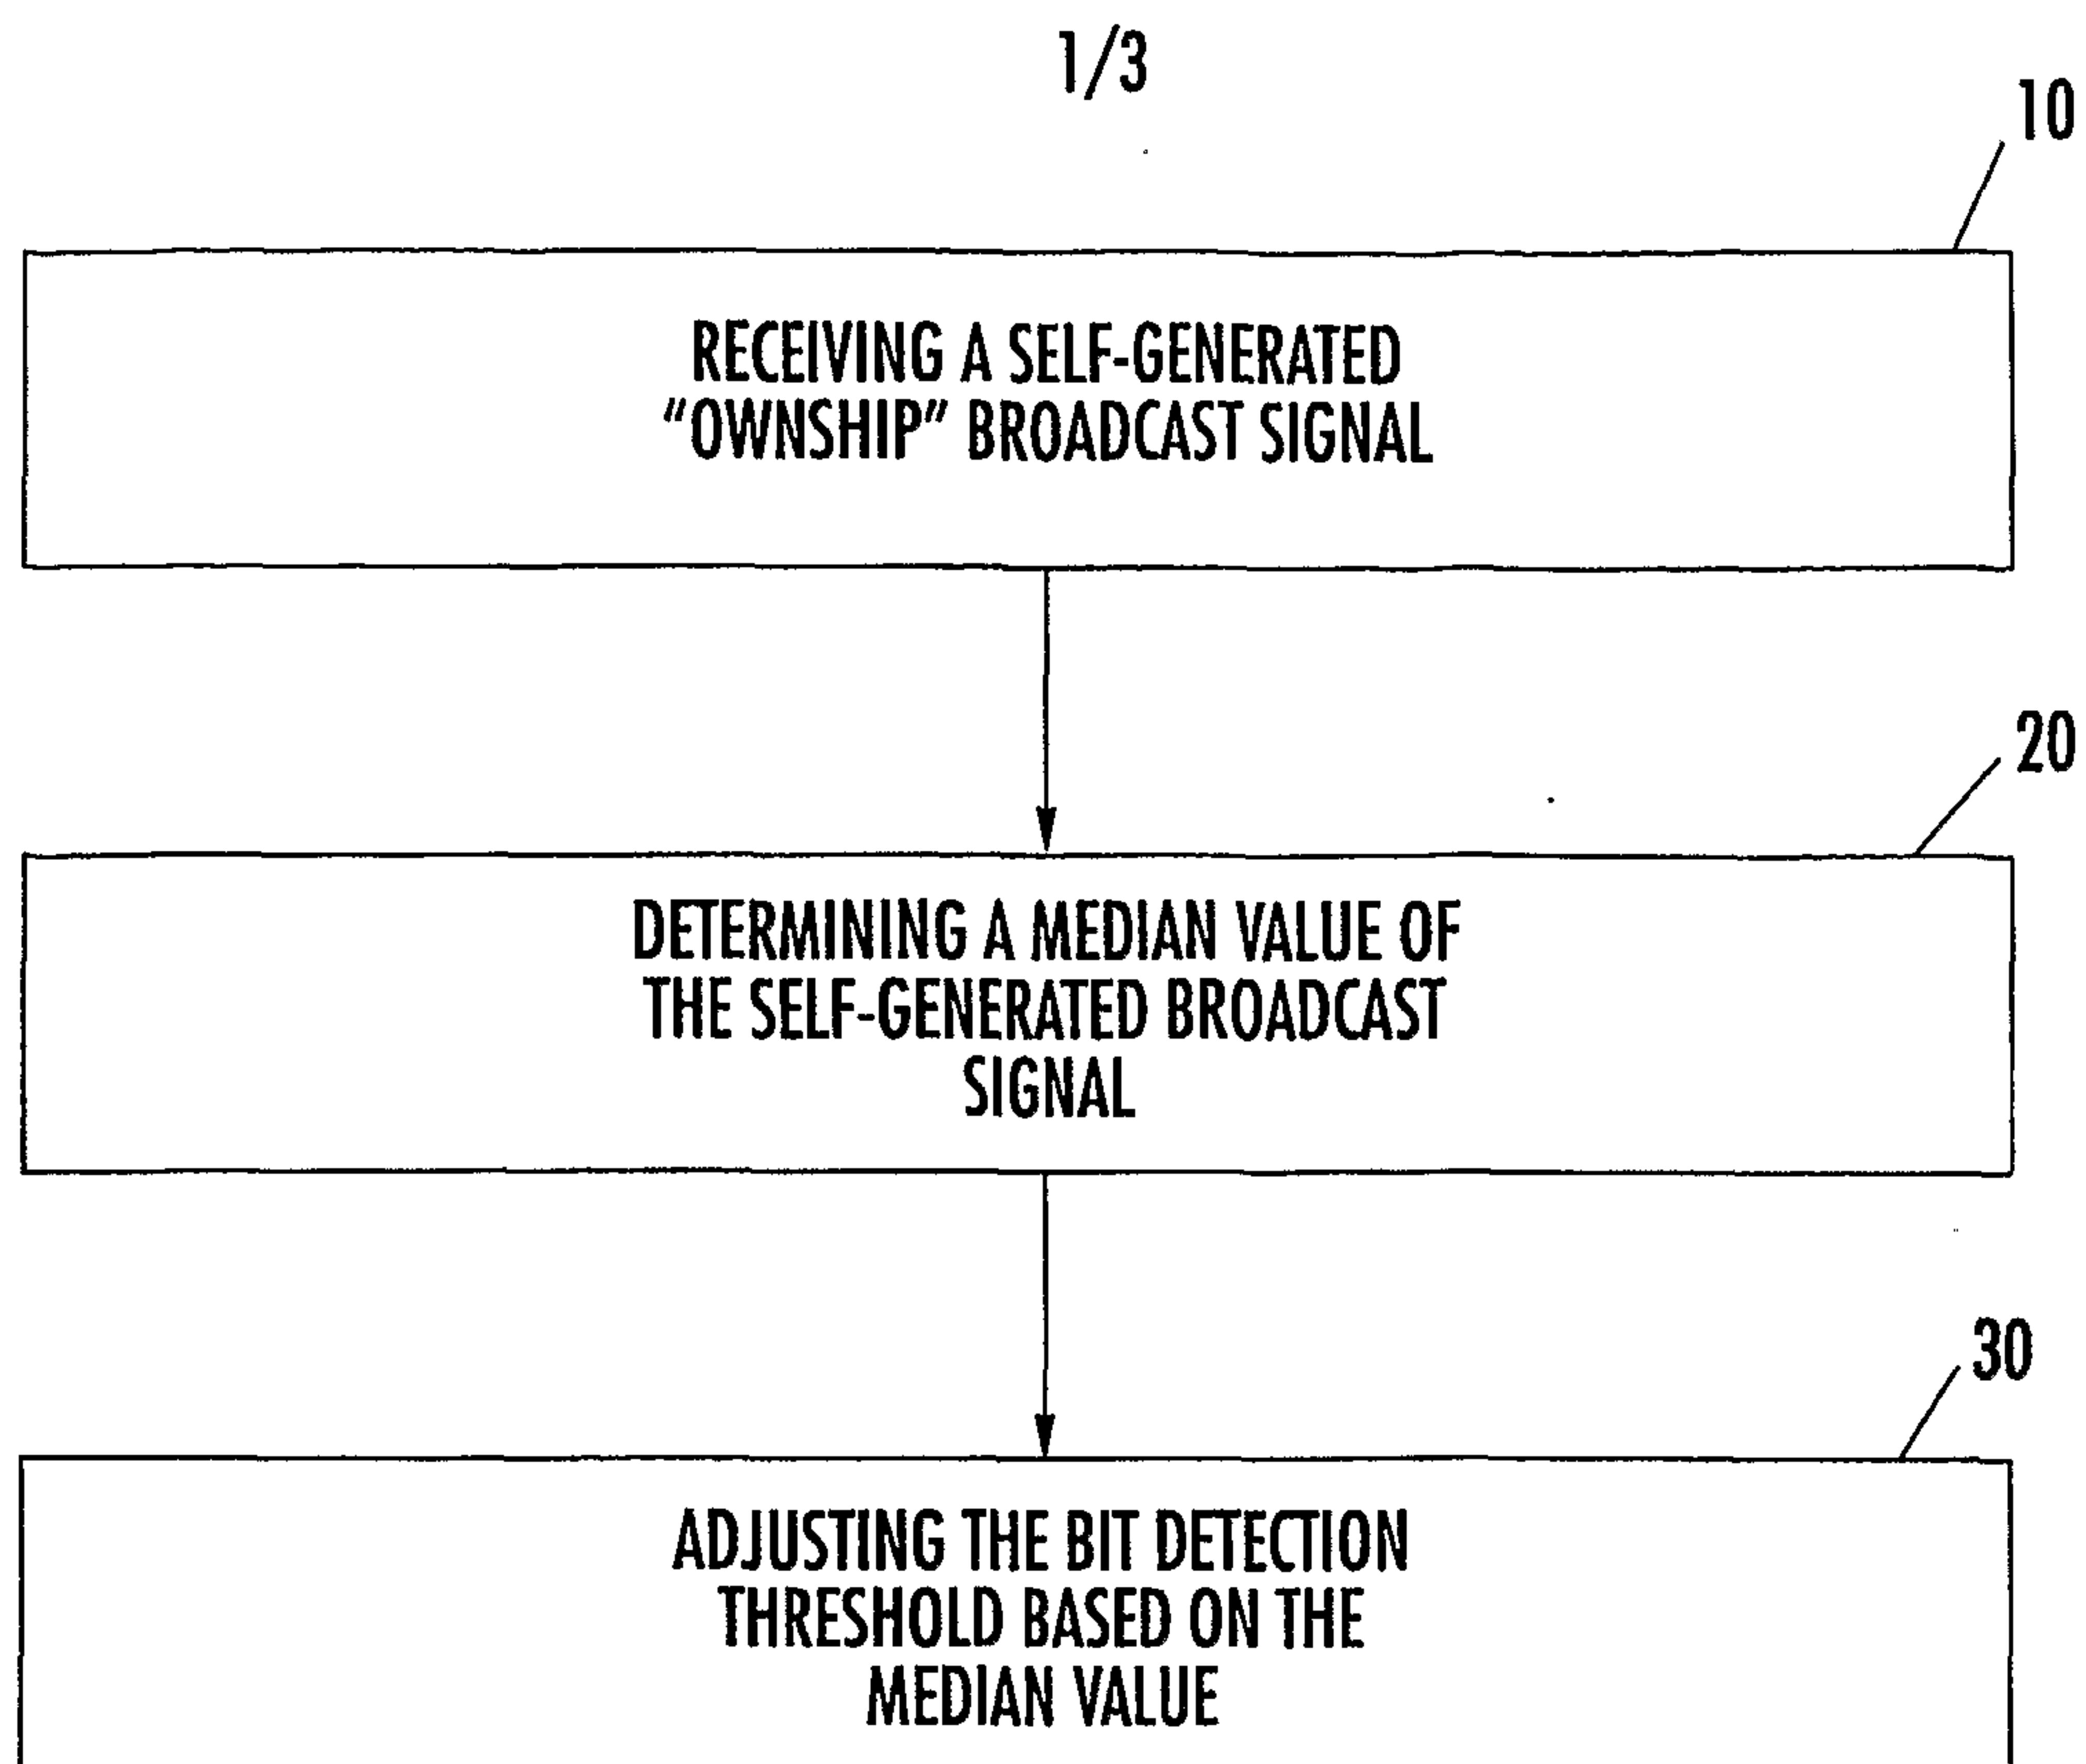 1/3
10
RECEIVING A SELF-GENERATED
"OWNSHIP" BROADCAST SIGNAL
20
DETERMINING A MEDIAN VALUE OF
THE SELF-GENERATED BROADCAST
SIGNAL
30
ADJUSTING THE BIT DETECTION
THRESHOLD BASED ON THE
MEDIAN VALUE